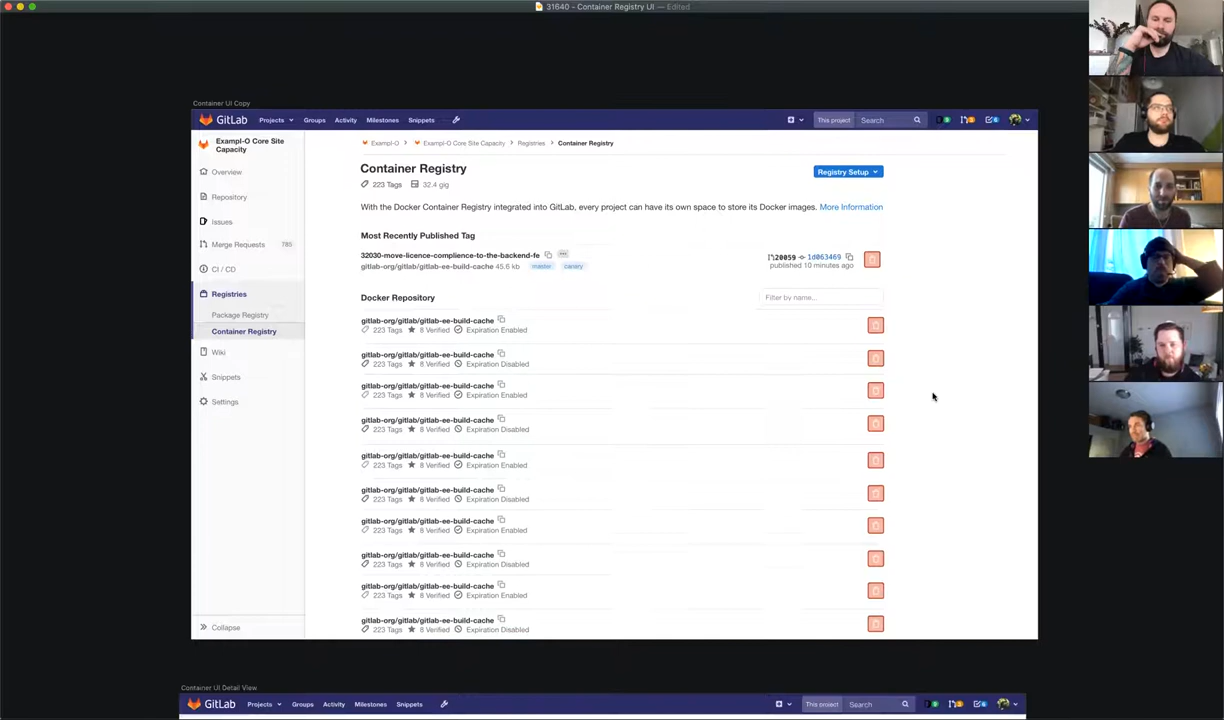 31640 - Container Registry UI — Edited
Container UI Copy
GitLab Projects Groups Activity Milestones Snippets This project Search
Exampl-O Core Site Capacity
Overview
Repository
Issues
Merge Requests 785
CI / CD
Registries
Package Registry
Container Registry
Wiki
Snippets
Settings
Collapse
Exampl-O > Exampl-O Core Site Capacity > Registries > Container Registry
Container Registry
Registry Setup
223 Tags 32.4 gig
With the Docker Container Registry integrated into GitLab, every project can have its own space to store its Docker images. More Information
Most Recently Published Tag
32030-move-licence-complience-to-the-backend-fe
20059 1d063469
gitlab-org/gitlab/gitlab-ee-build-cache 45.6 kb master canary
published 10 minutes ago
Docker Repository
Filter by name...
gitlab-org/gitlab/gitlab-ee-build-cache
223 Tags 8 Verified Expiration Enabled
gitlab-org/gitlab/gitlab-ee-build-cache
223 Tags 8 Verified Expiration Disabled
gitlab-org/gitlab/gitlab-ee-build-cache
223 Tags 8 Verified Expiration Enabled
gitlab-org/gitlab/gitlab-ee-build-cache
223 Tags 8 Verified Expiration Disabled
gitlab-org/gitlab/gitlab-ee-build-cache
223 Tags 8 Verified Expiration Enabled
gitlab-org/gitlab/gitlab-ee-build-cache
223 Tags 8 Verified Expiration Disabled
gitlab-org/gitlab/gitlab-ee-build-cache
223 Tags 8 Verified Expiration Enabled
gitlab-org/gitlab/gitlab-ee-build-cache
223 Tags 8 Verified Expiration Disabled
gitlab-org/gitlab/gitlab-ee-build-cache
223 Tags 8 Verified Expiration Enabled
gitlab-org/gitlab/gitlab-ee-build-cache
223 Tags 8 Verified Expiration Disabled
Container UI Detail View
GitLab Projects Groups Activity Milestones Snippets This project Search